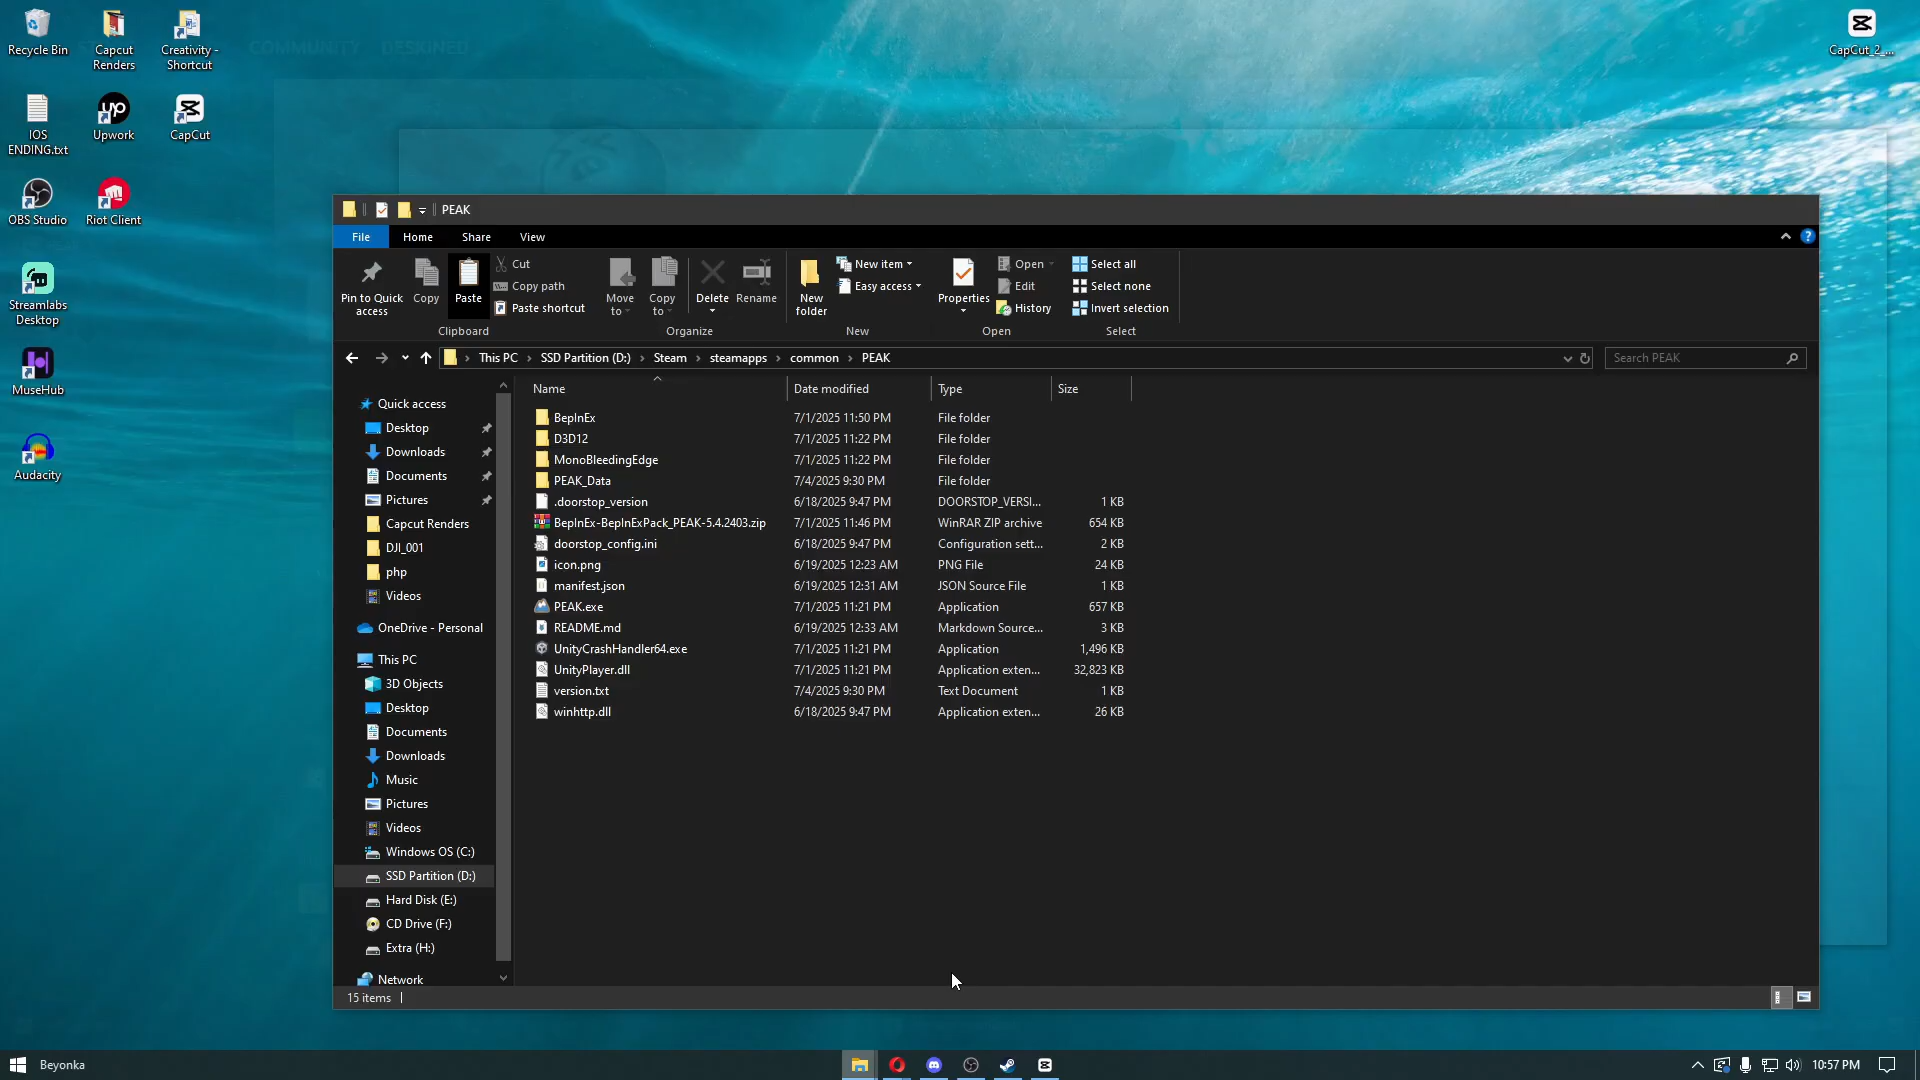 Recycle Bin
Capcut
Renders
Creativity -
Shortcut
COMMUNITY DESKINED
CapCut_2_...
IOS
ENDING.txt
Upwork
CapCut
OBS Studio
Riot Client
Streamlabs
Desktop
MuseHub
Audacity
PEAK
File
Home
Share
View
Pin to Quick
access
Copy
Paste
Cut
Copy path
Paste shortcut
Clipboard
Move
to
Copy
to
Delete
Rename
Organize
New
folder
New item
Easy access
New
Properties
Open
Edit
History
Open
Select all
Select none
Invert selection
Select
This PC > SSD Partition (D:) > Steam > steamapps > common > PEAK
Search PEAK
Quick access
Desktop
Downloads
Documents
Pictures
Capcut Renders
DJI_001
php
Videos
OneDrive - Personal
This PC
3D Objects
Desktop
Documents
Downloads
Music
Pictures
Videos
Windows OS (C:)
SSD Partition (D:)
Hard Disk (E:)
CD Drive (F:)
Extra (H:)
Network
Name Date modified Type Size
BepInEx 7/1/2025 11:50 PM File folder
D3D12 7/1/2025 11:22 PM File folder
MonoBleedingEdge 7/1/2025 11:22 PM File folder
PEAK_Data 7/4/2025 9:30 PM File folder
.doorstop_version 6/18/2025 9:47 PM DOORSTOP_VERSI... 1 KB
BepInEx-BepInExPack_PEAK-5.4.2403.zip 7/1/2025 11:46 PM WinRAR ZIP archive 654 KB
doorstop_config.ini 6/18/2025 9:47 PM Configuration sett... 2 KB
icon.png 6/19/2025 12:23 AM PNG File 24 KB
manifest.json 6/19/2025 12:31 AM JSON Source File 1 KB
PEAK.exe 7/1/2025 11:21 PM Application 657 KB
README.md 6/19/2025 12:33 AM Markdown Source... 3 KB
UnityCrashHandler64.exe 7/1/2025 11:21 PM Application 1,496 KB
UnityPlayer.dll 7/1/2025 11:21 PM Application exten... 32,823 KB
version.txt 7/4/2025 9:30 PM Text Document 1 KB
winhttp.dll 6/18/2025 9:47 PM Application exten... 26 KB
15 items
Beyonka
10:57 PM